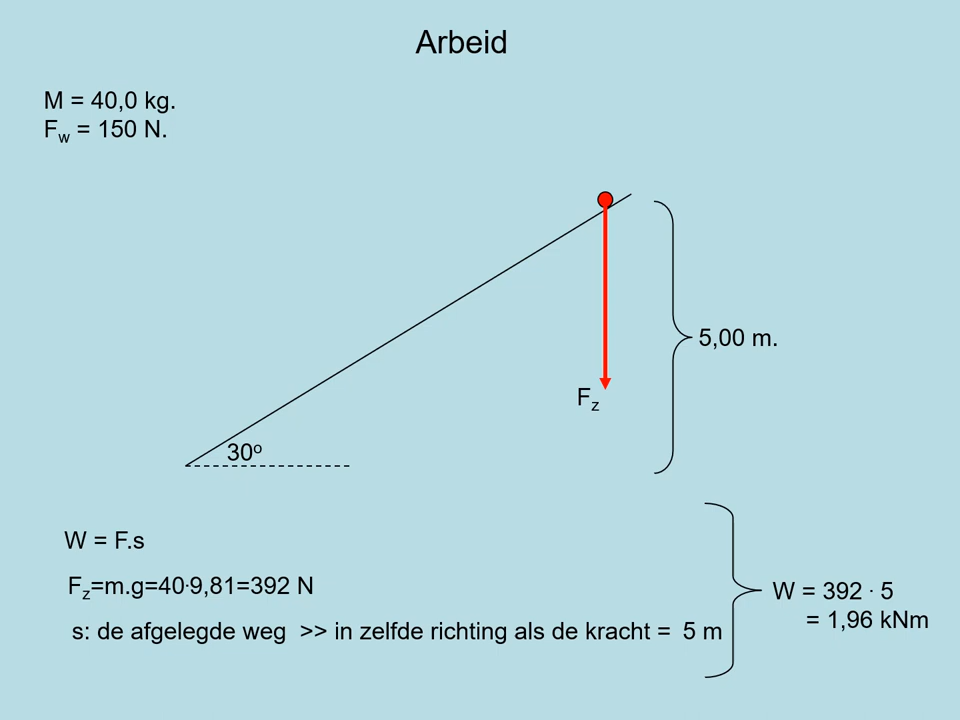 Arbeid
M = 40,0 kg.
Fw = 150 N.
5,00 m.
Fz
30º
W = F.s
Fz=m.g=40·9,81=392 N
s: de afgelegde weg >> in zelfde richting als de kracht = 5 m
W = 392 · 5
= 1,96 kNm